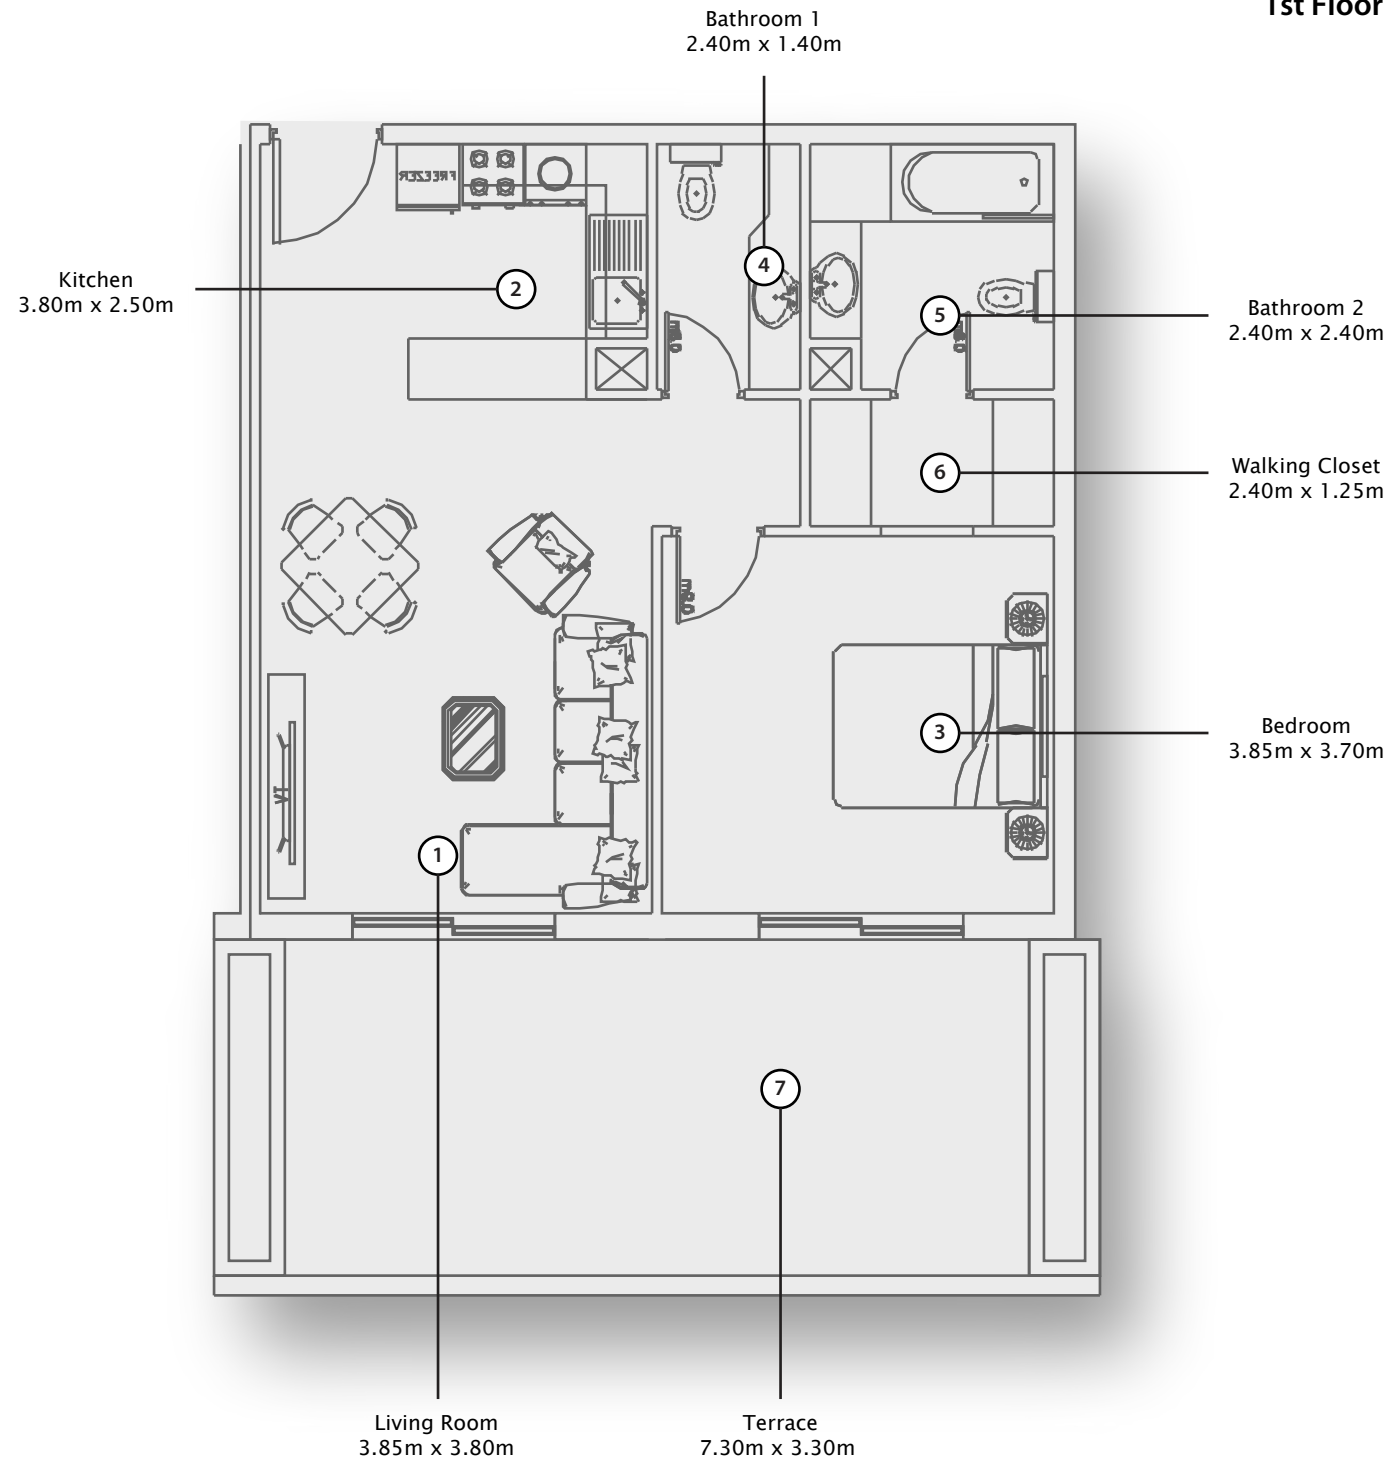 1st Floor
Bathroom 1
2.40m x 1.40m
FREEZER
4
Kitchen
3.80m x 2.50m
2
5
Bathroom 2
2.40m x 2.40m
6
Walking Closet
2.40m x 1.25m
3
Bedroom
3.85m x 3.70m
TV
1
7
Living Room
3.85m x 3.80m
Terrace
7.30m x 3.30m